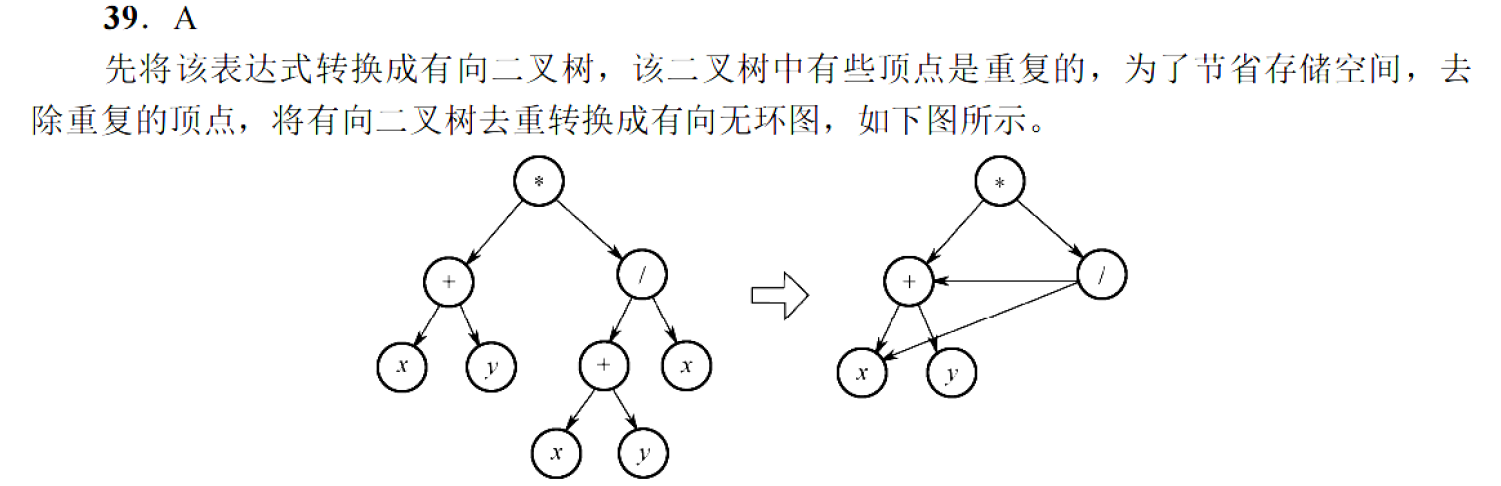 39. A
先将该表达式转换成有向二叉树，该二叉树中有些顶点是重复的，为了节省存储空间，去
除重复的顶点，将有向二叉树去重转换成有向无环图，如下图所示。
* *
+ / + /
x y + x x y
x y